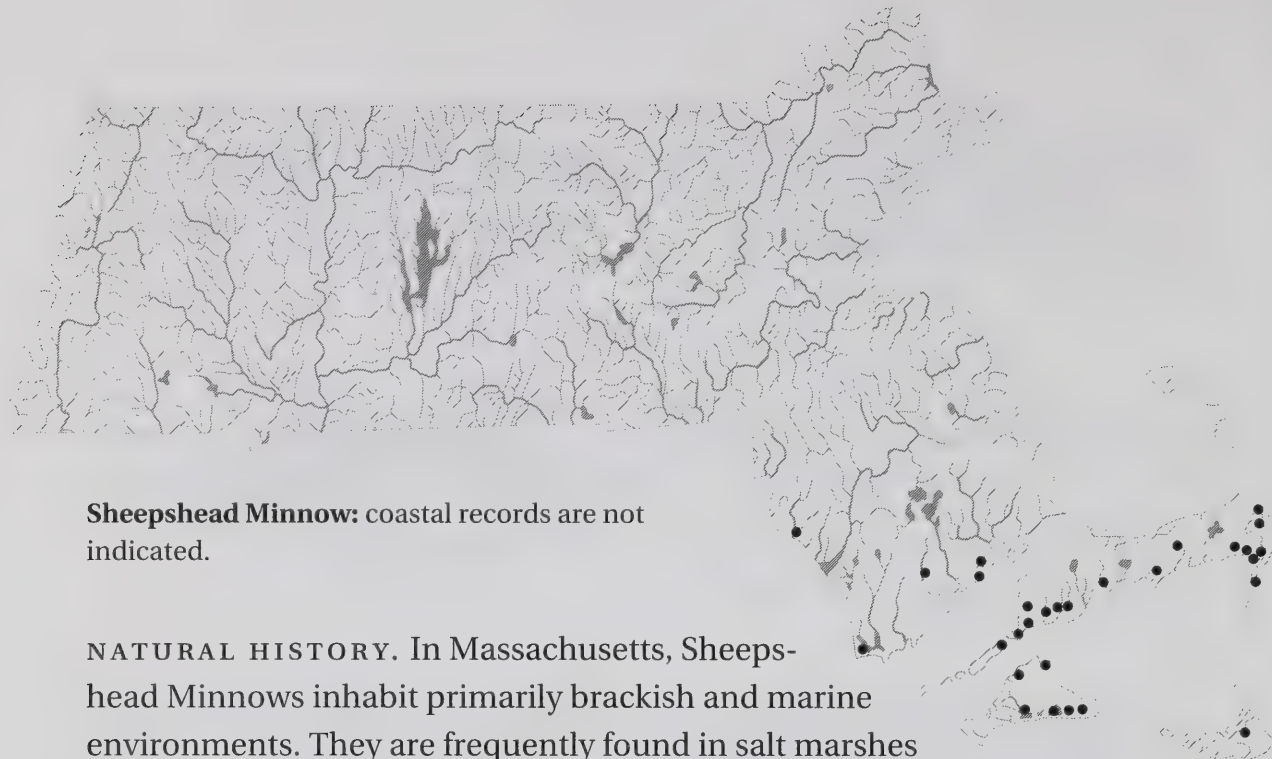 Sheepshead Minnow: coastal records are not
indicated.
NATURAL HISTORY. In Massachusetts, Sheeps-
head Minnows inhabit primarily brackish and marine
environments. They are frequently found in salt marshes